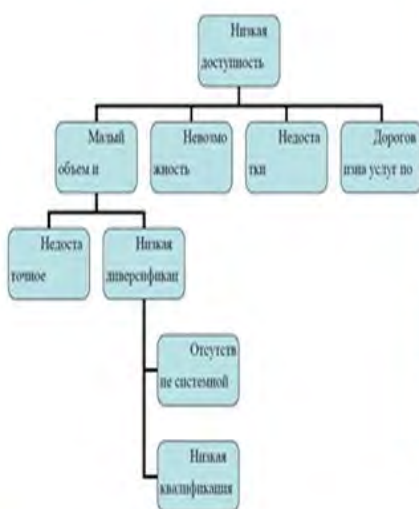 Низкая
доступность
Малый
объем и
Невозмо
жность
Недоста
тки
Дорогов
изна услуг по
Недоста
точное
Низкая
диверсификац
Отсутств
ие системной
Низкая
квалификация